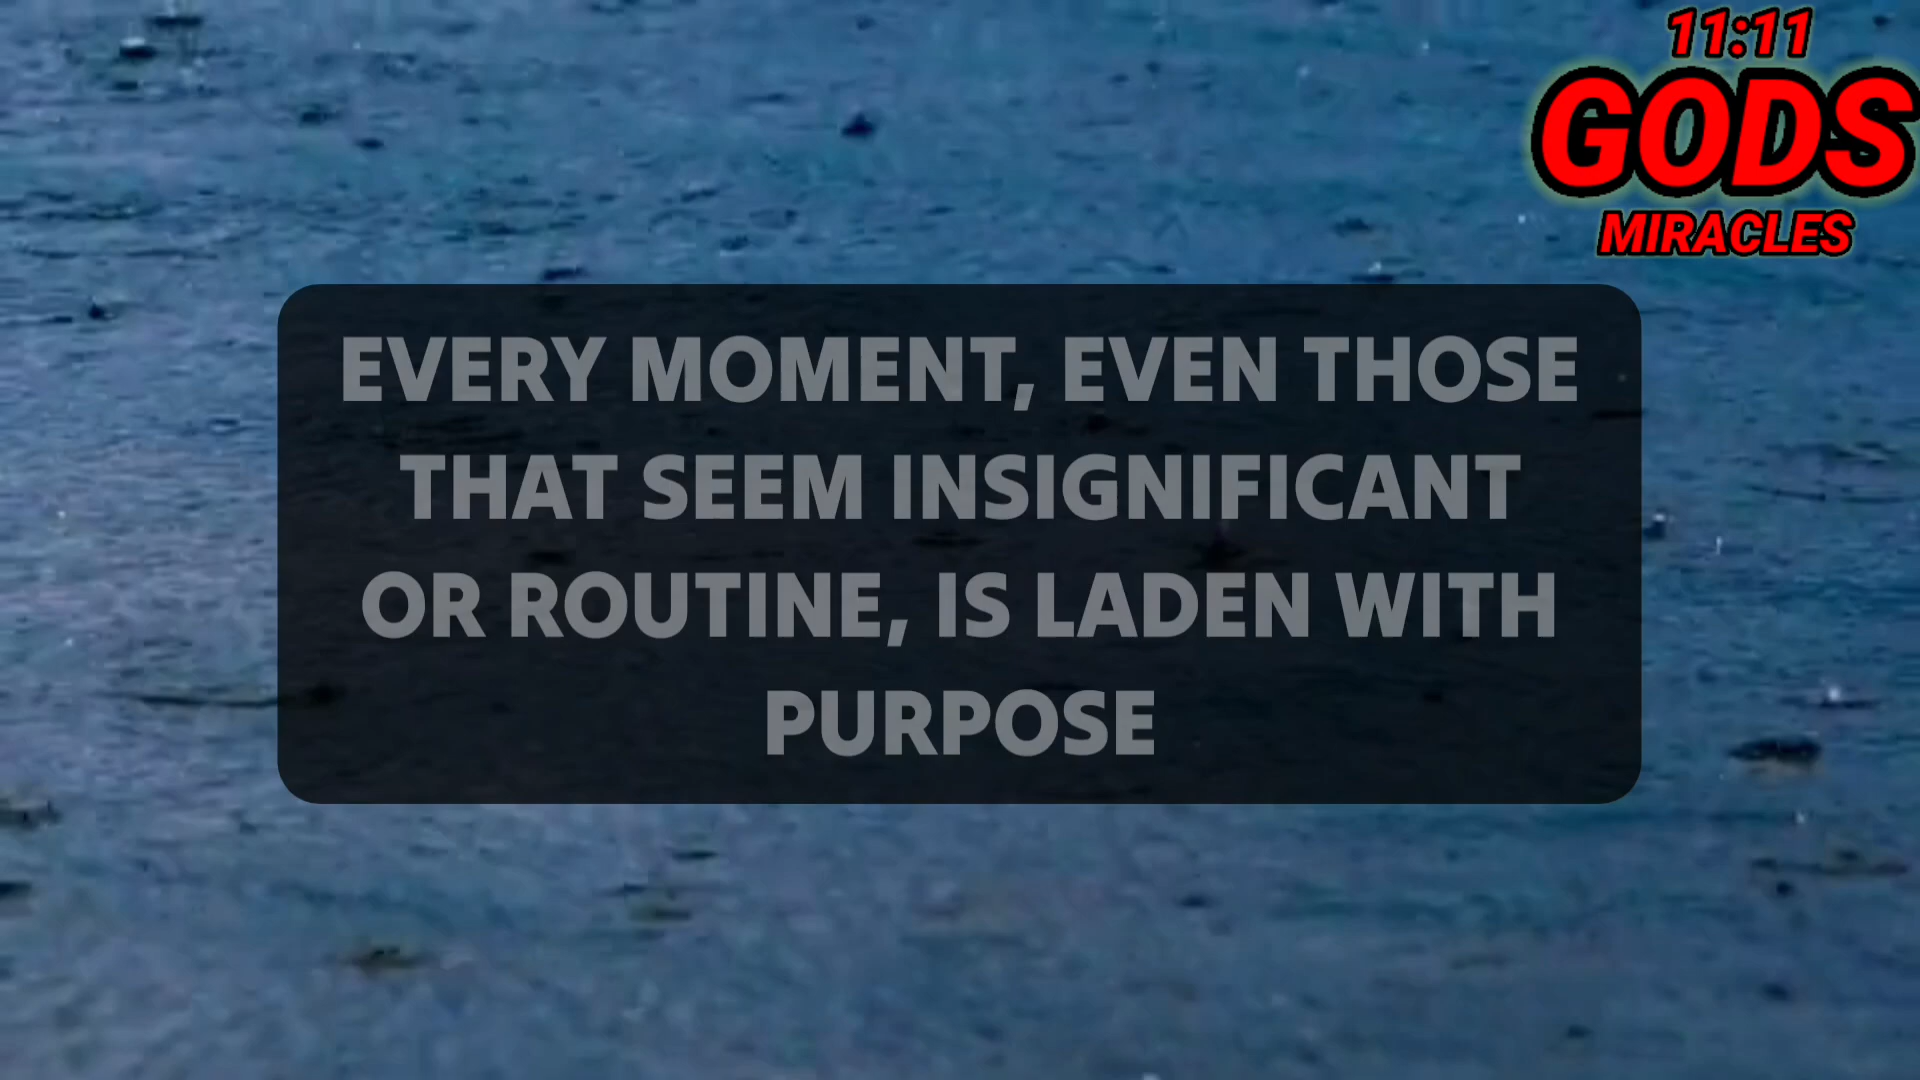 11:11
GODS
MIRACLES
EVERY MOMENT, EVEN THOSE
THAT SEEM INSIGNIFICANT
OR ROUTINE, IS LADEN WITH
PURPOSE